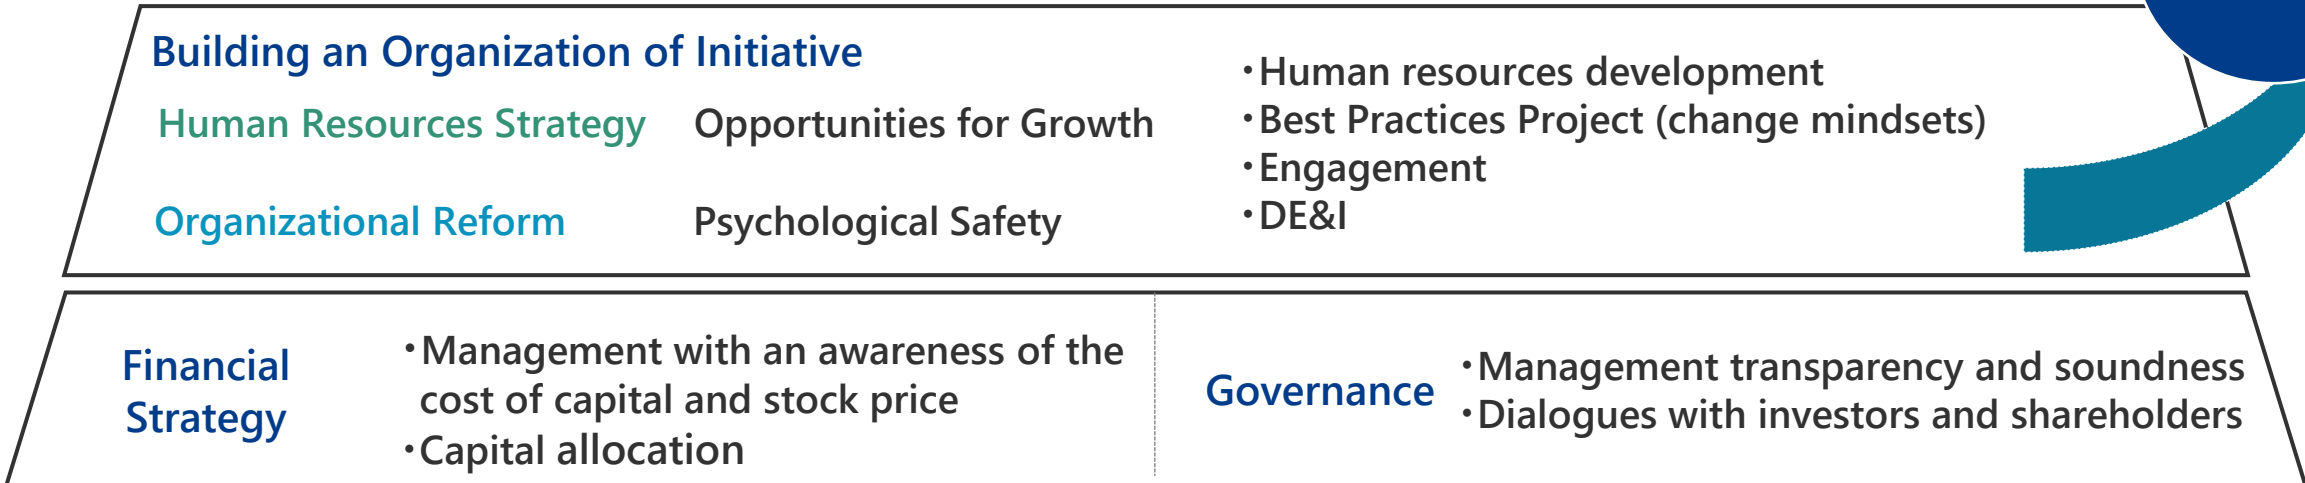 Building an Organization of Initiative
Human Resources Strategy
Opportunities for Growth
Organizational Reform
Psychological Safety
・Human resources development
・Best Practices Project (change mindsets)
・Engagement
・DE&I
Financial
Strategy
・Management with an awareness of the
cost of capital and stock price
・Capital allocation
Governance
・Management transparency and soundness
・Dialogues with investors and shareholders